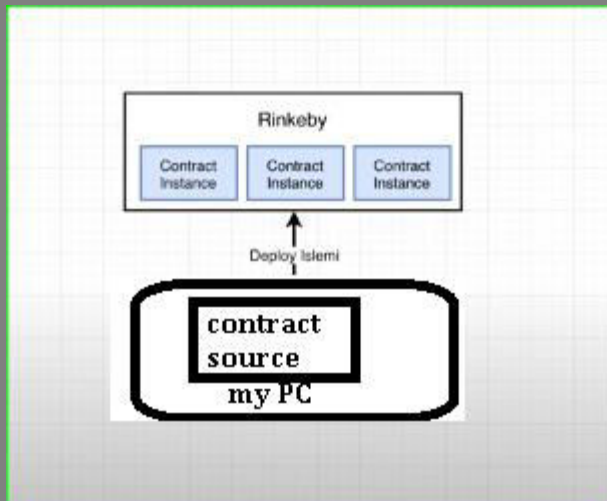 Rinkeby
Contract Contract Contract
Instance Instance Instance
Deploy Islemi
contract
source
my PC